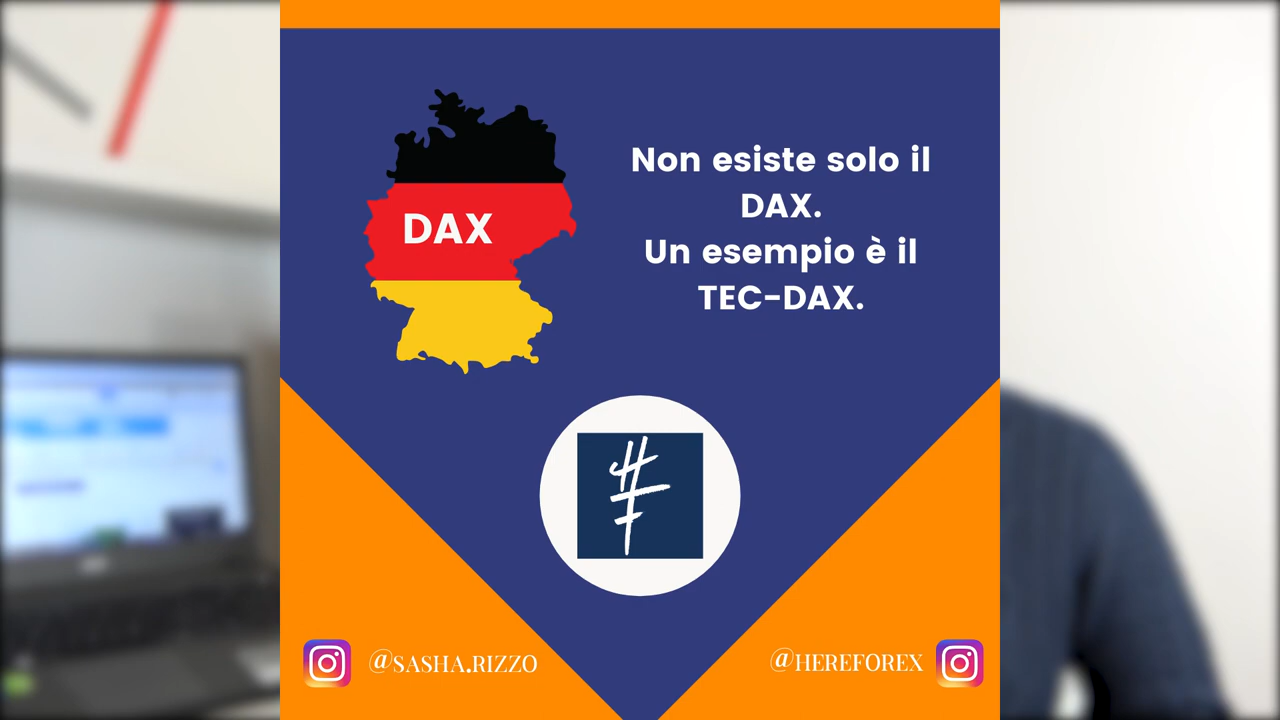 DAX
Non esiste solo il
DAX.
Un esempio è il
TEC-DAX.
@SASHA.RIZZO
@HEREFOREX